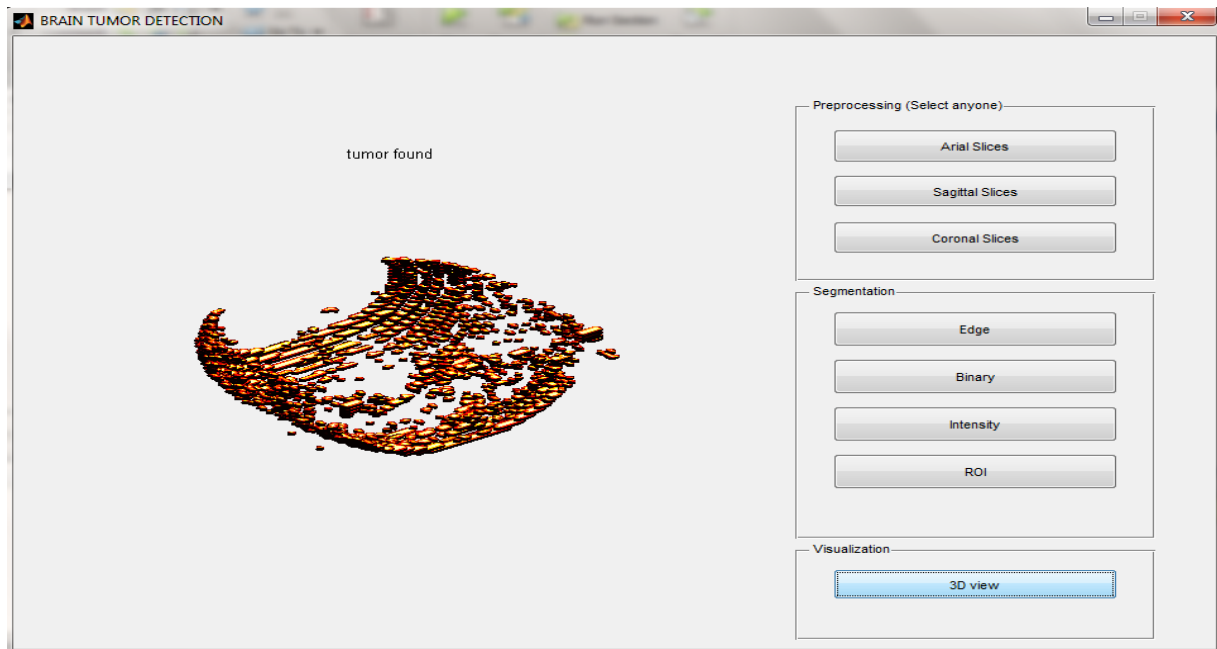 BRAIN TUMOR DETECTION
tumor found
Preprocessing (Select anyone)
Arial Slices
Sagittal Slices
Coronal Slices
Segmentation
Edge
Binary
Intensity
ROI
Visualization
3D view